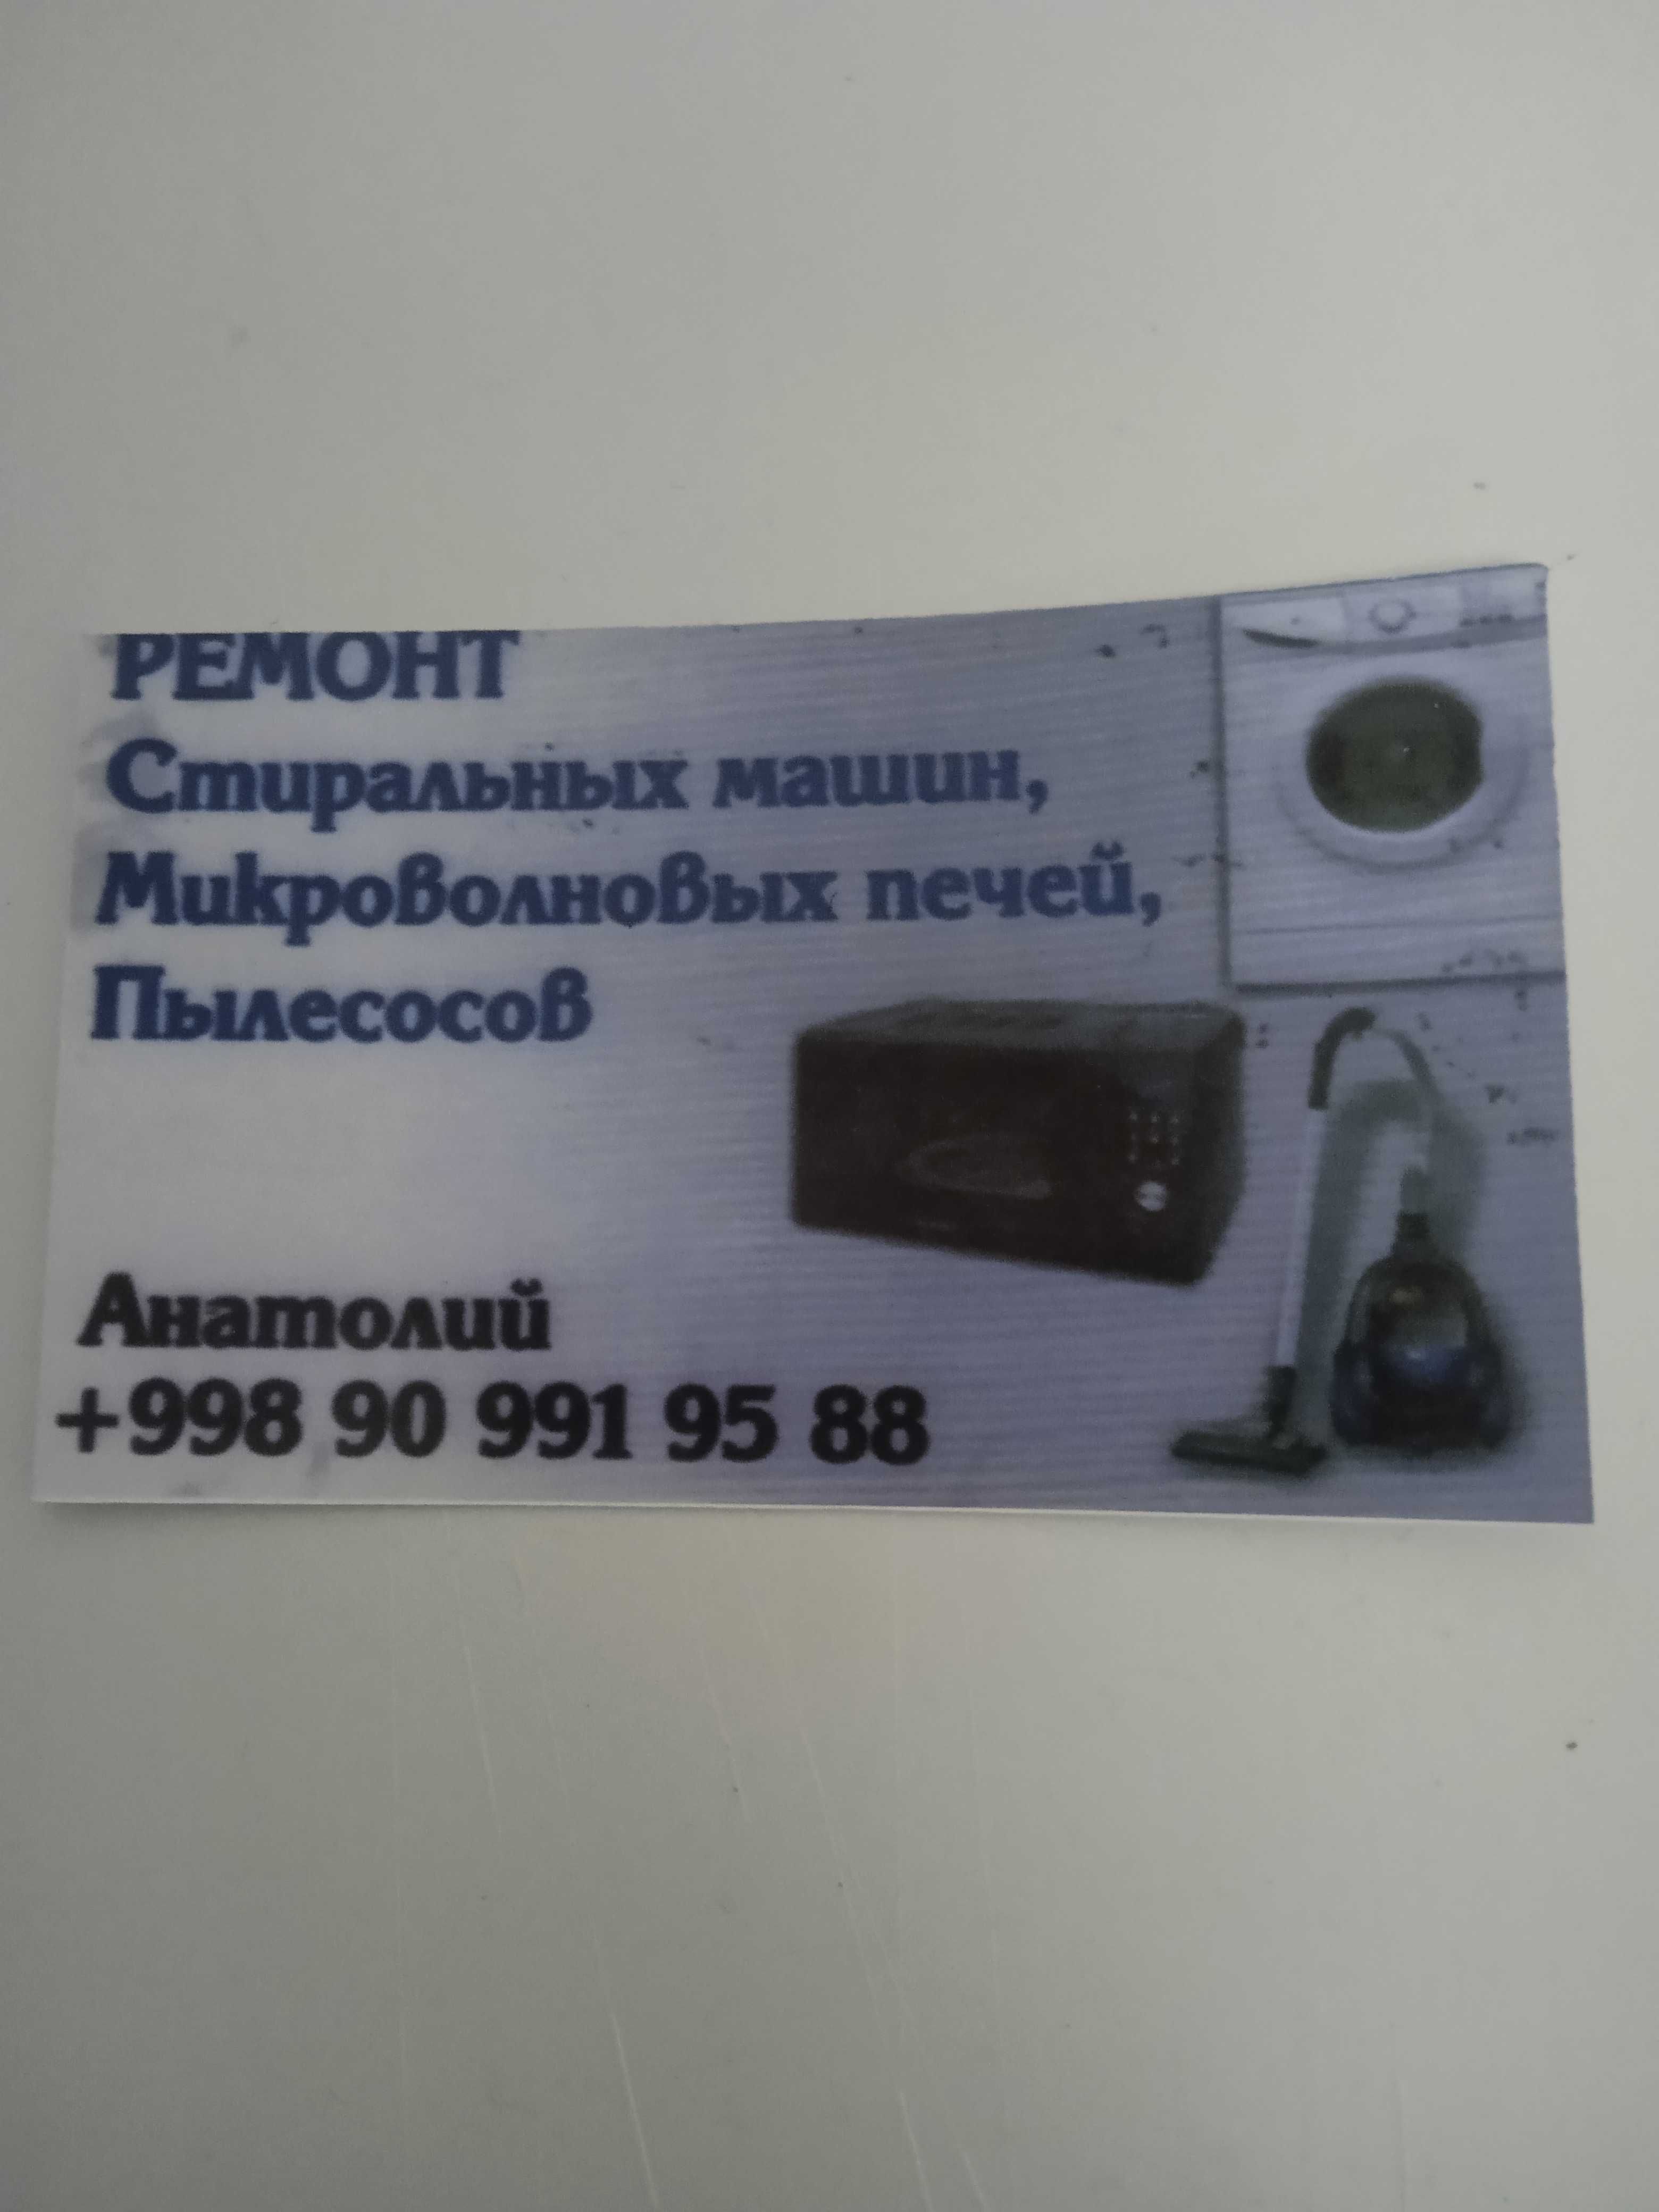 РЕМОНТ
Стиральных машин,
Микроволновых печей,
Пылесосов
Анатолий
+998 90 991 95 88